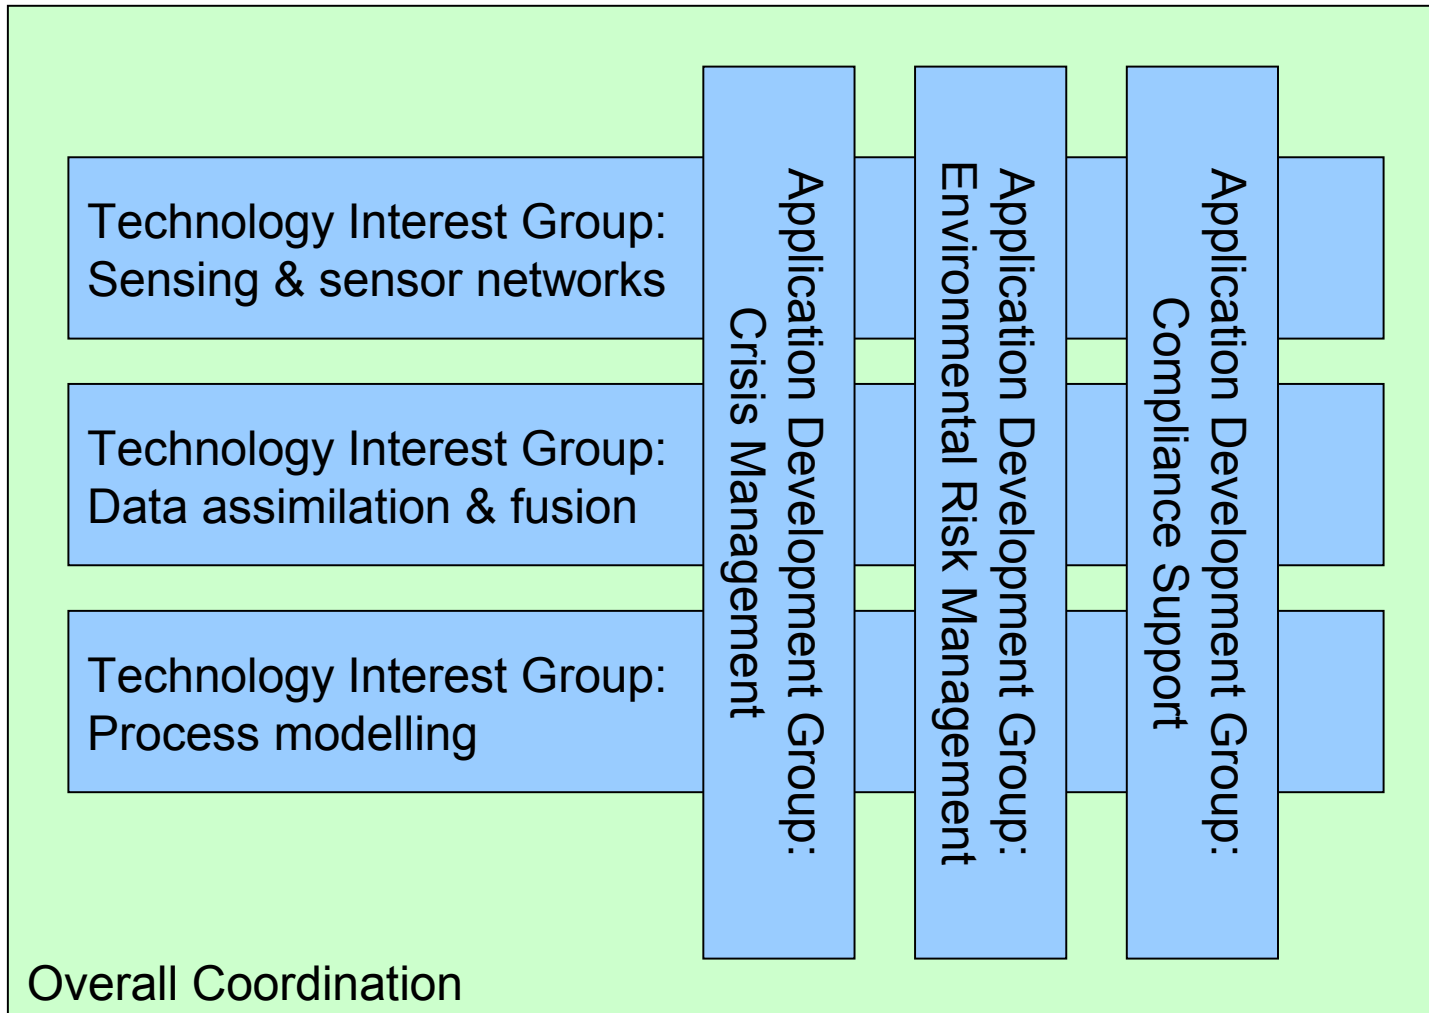 Technology Interest Group:
Sensing & sensor networks
Technology Interest Group:
Data assimilation & fusion
Technology Interest Group:
Process modelling
Application Development Group:
Crisis Management
Application Development Group:
Environmental Risk Management
Application Development Group:
Compliance Support
Overall Coordination